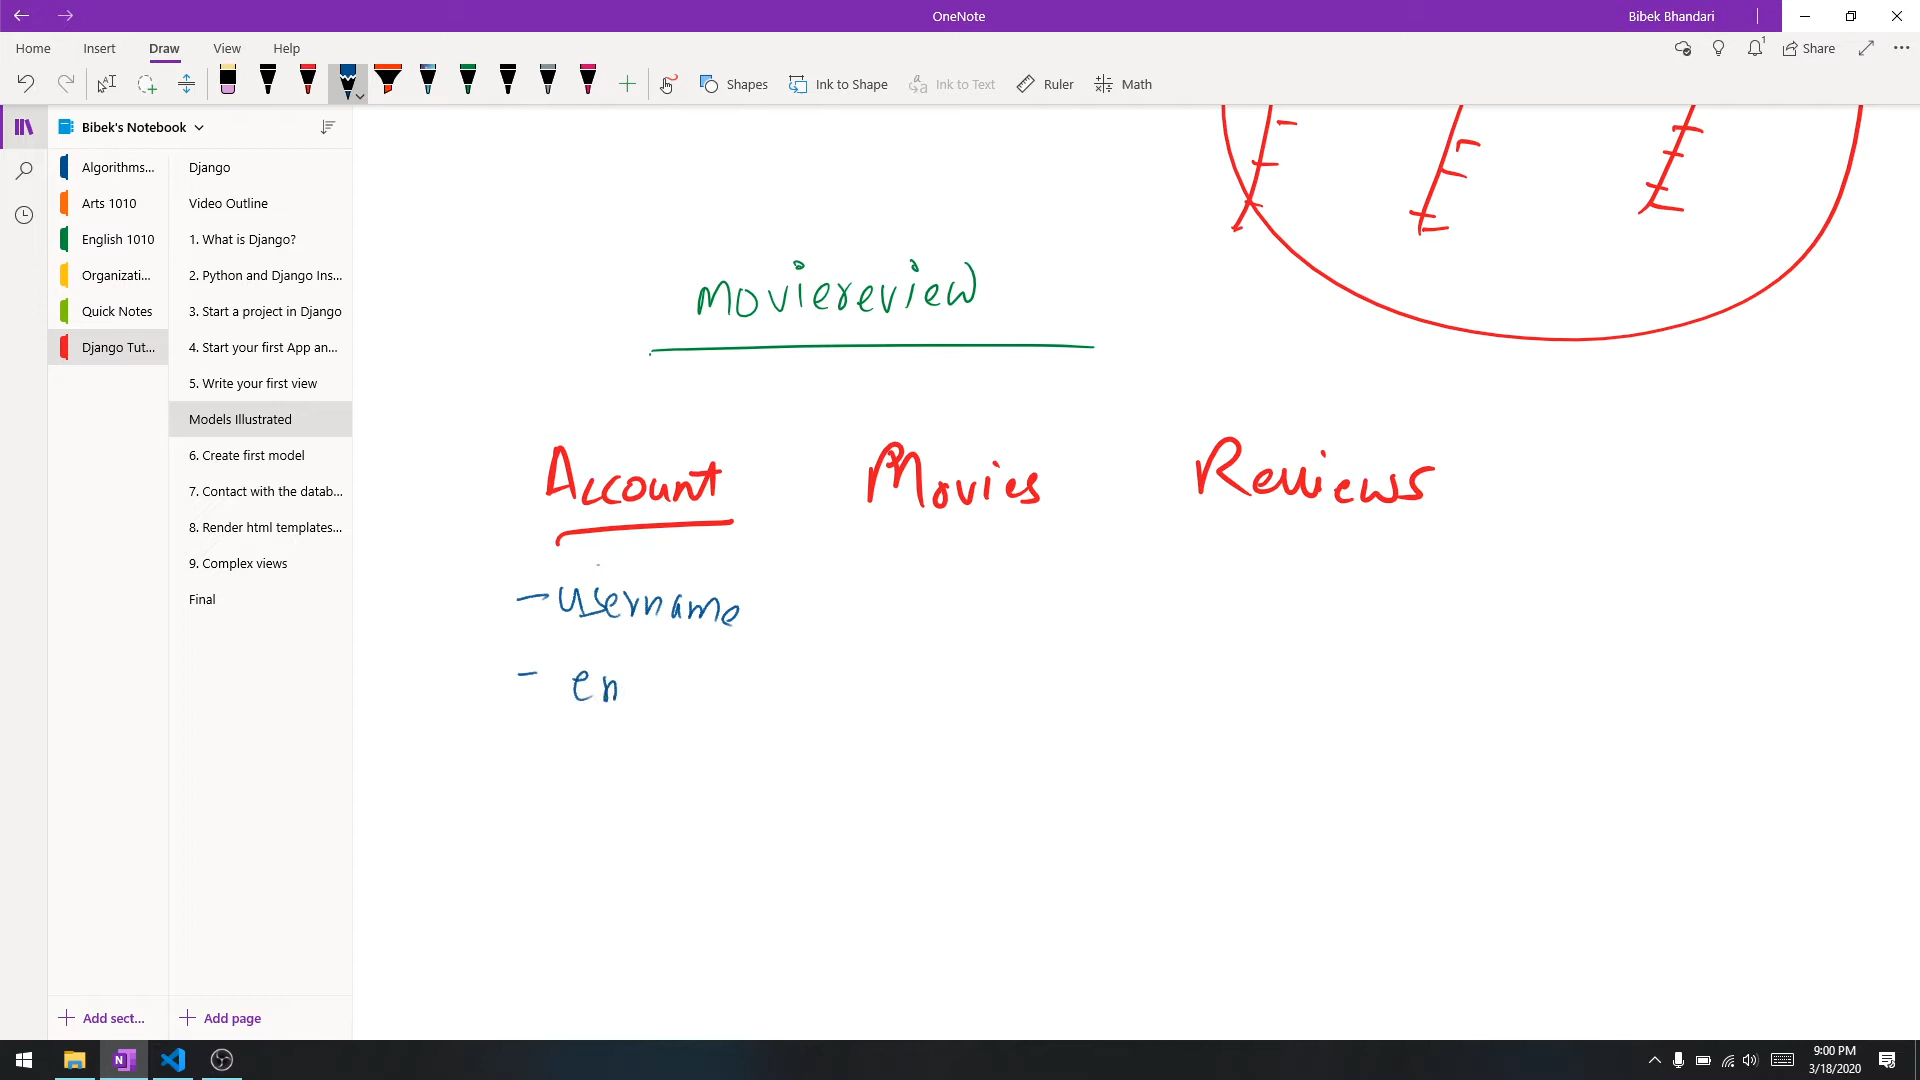 OneNote
Bibek Bhandari
Home Insert Draw View Help
Share
Shapes Ink to Shape Ink to Text Ruler Math
Bibek's Notebook
Algorithms...
Arts 1010
English 1010
Organizati...
Quick Notes
Django Tut...
Django
Video Outline
1. What is Django?
2. Python and Django Ins...
3. Start a project in Django
4. Start your first App an...
5. Write your first view
Models Illustrated
6. Create first model
7. Contact with the datab...
8. Render html templates...
9. Complex views
Final
moviereview
Account Movies Reviews
- username
- en
Add sect...
Add page
9:00 PM
3/18/2020